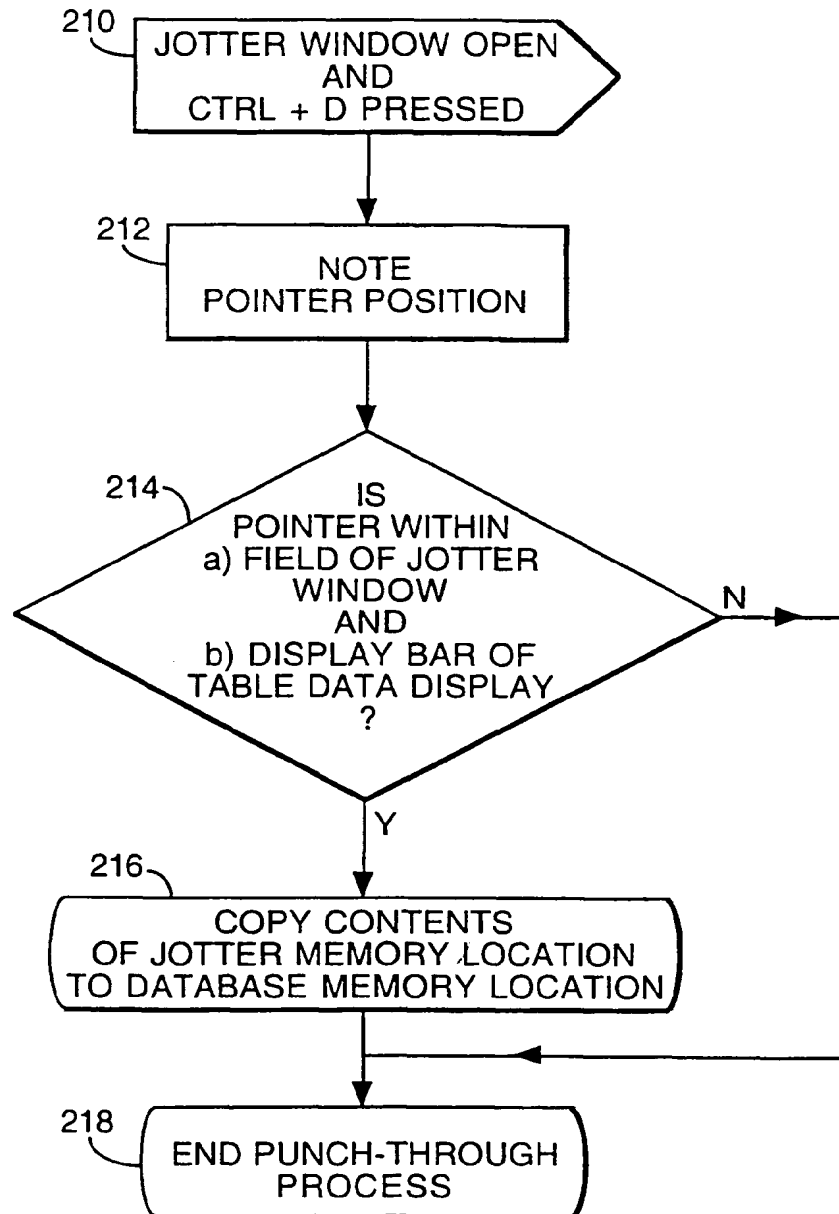 210
JOTTER WINDOW OPEN
AND
CTRL + D PRESSED
212
NOTE
POINTER POSITION
214
IS
POINTER WITHIN
a) FIELD OF JOTTER
WINDOW
AND
b) DISPLAY BAR OF
TABLE DATA DISPLAY
?
N
Y
216
COPY CONTENTS
OF JOTTER MEMORY LOCATION
TO DATABASE MEMORY LOCATION
218
END PUNCH-THROUGH
PROCESS